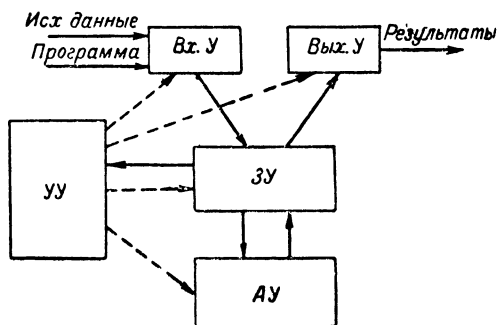 Исх данные
Программа
Вх. У
Вых. У
Результаты
УУ
ЗУ
АУ